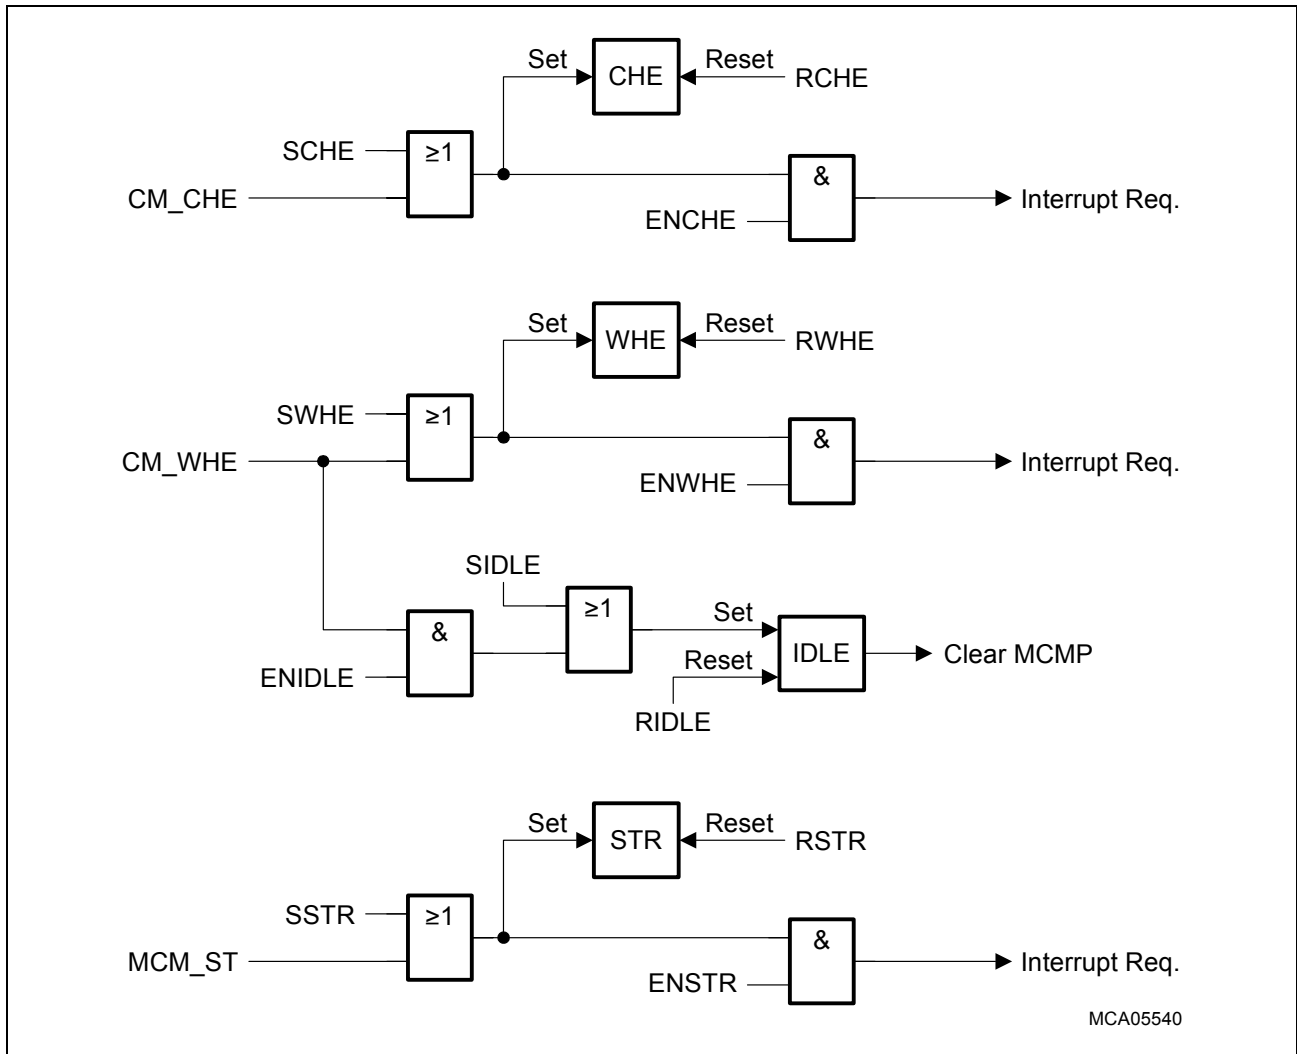 Set
CHE
Reset
RCHE
SCHE
≥1
CM_CHE
&
ENCHE
Interrupt Req.
Set
WHE
Reset
RWHE
SWHE
≥1
CM_WHE
&
ENWHE
Interrupt Req.
SIDLE
≥1
&
ENIDLE
Set
Reset
IDLE
Clear MCMP
RIDLE
Set
STR
Reset
RSTR
SSTR
≥1
MCM_ST
&
ENSTR
Interrupt Req.
MCA05540